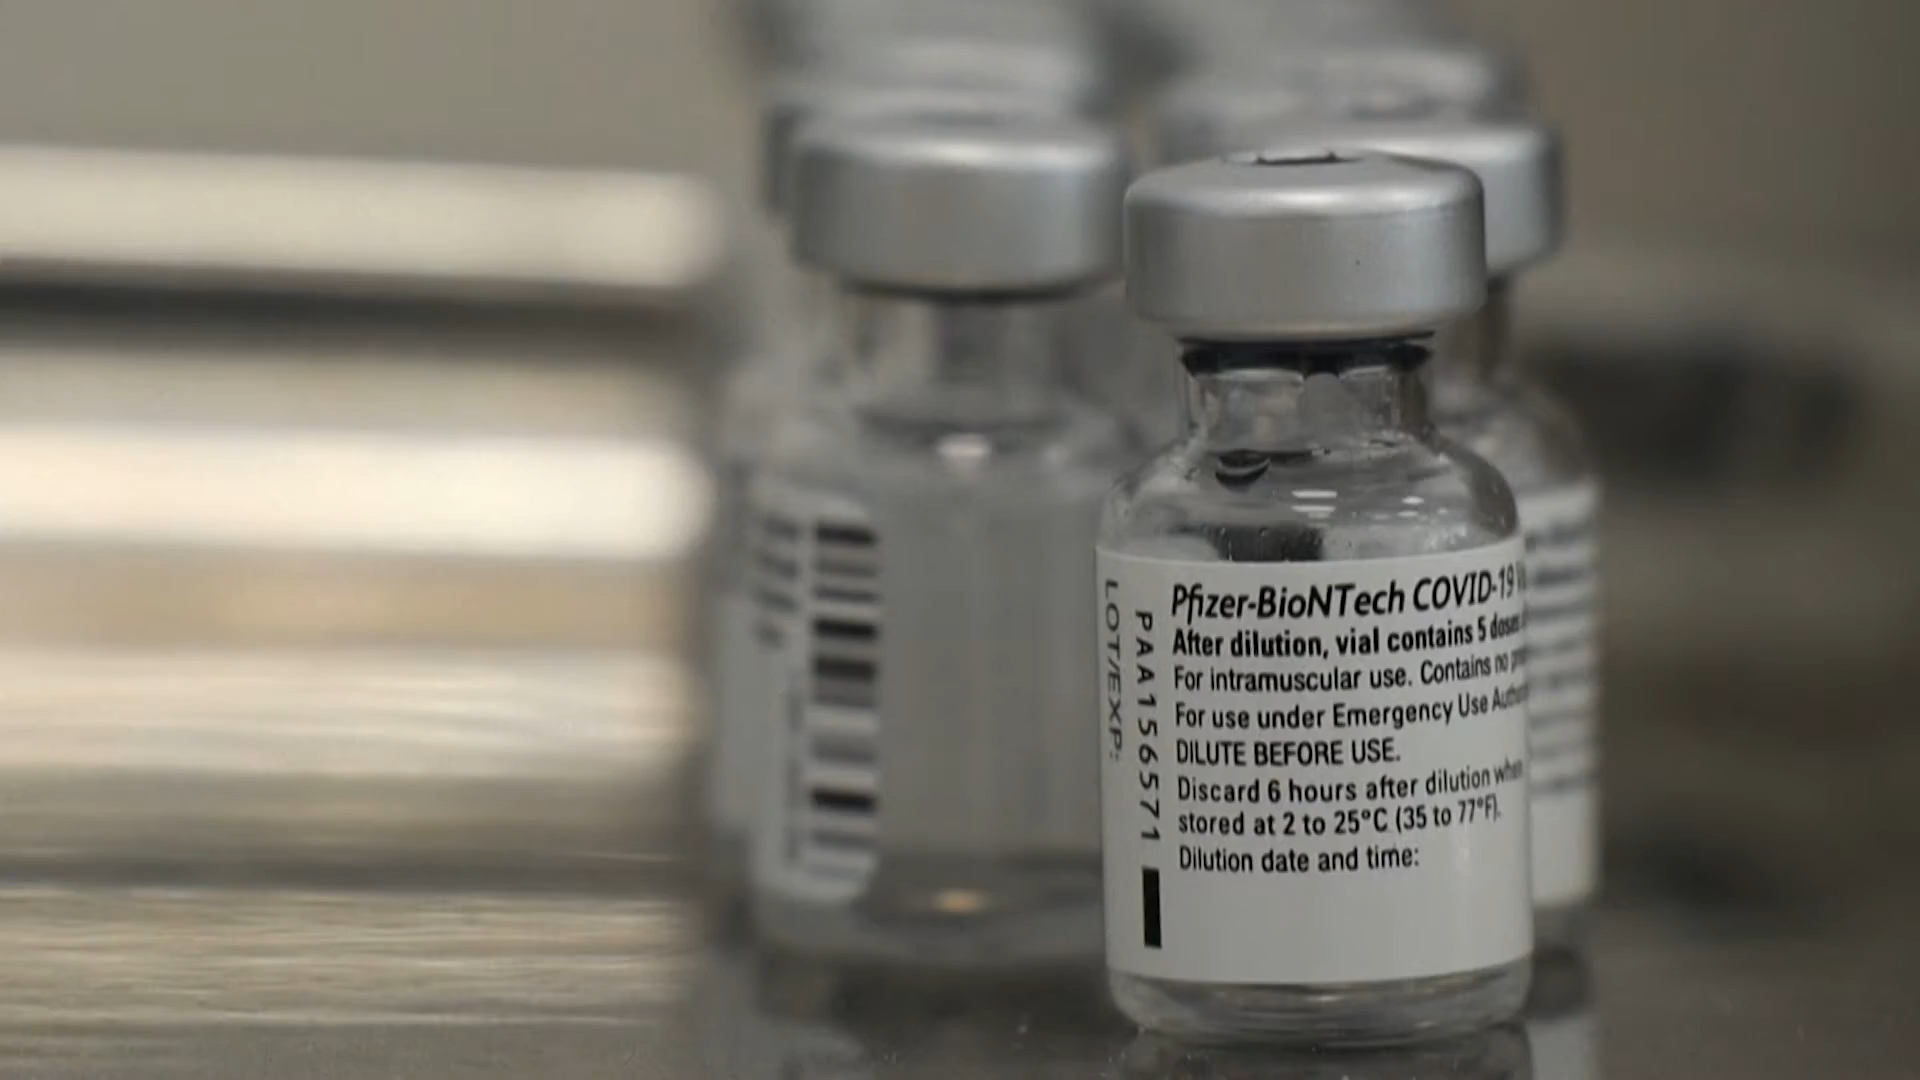 Pfizer-BioNTech COVID-19
After dilution, vial contains 5 doses
For intramuscular use. Contains no
For use under Emergency Use
DILUTE BEFORE USE.
Discard 6 hours after dilution when
stored at 2 to 25°C (35 to 77°F).
Dilution date and time:
PAA156571
LOT/EXP: